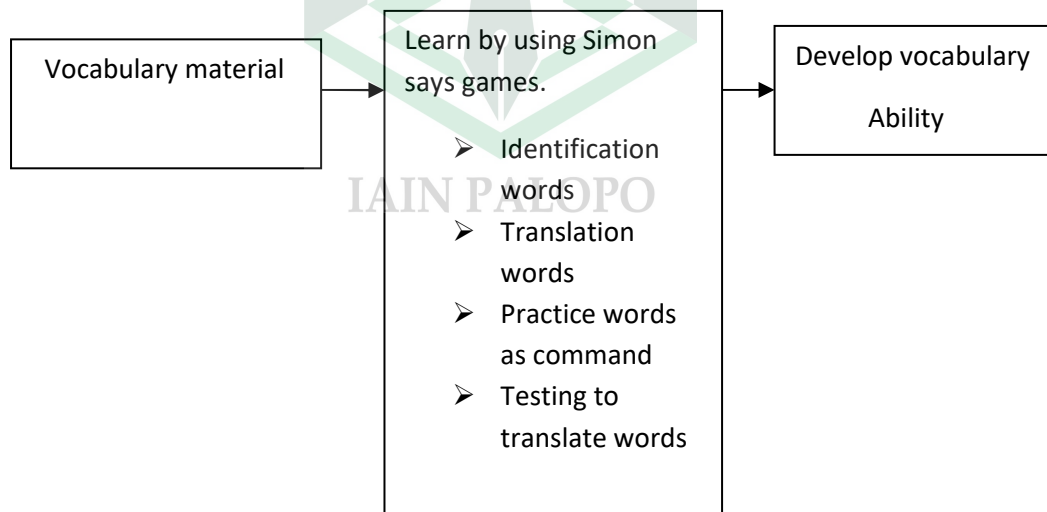 Vocabulary material
Learn by using Simon
says games.
➢ Identification
words
➢ Translation
words
➢ Practice words
as command
➢ Testing to
translate words
Develop vocabulary
Ability
IAIN PALOPO